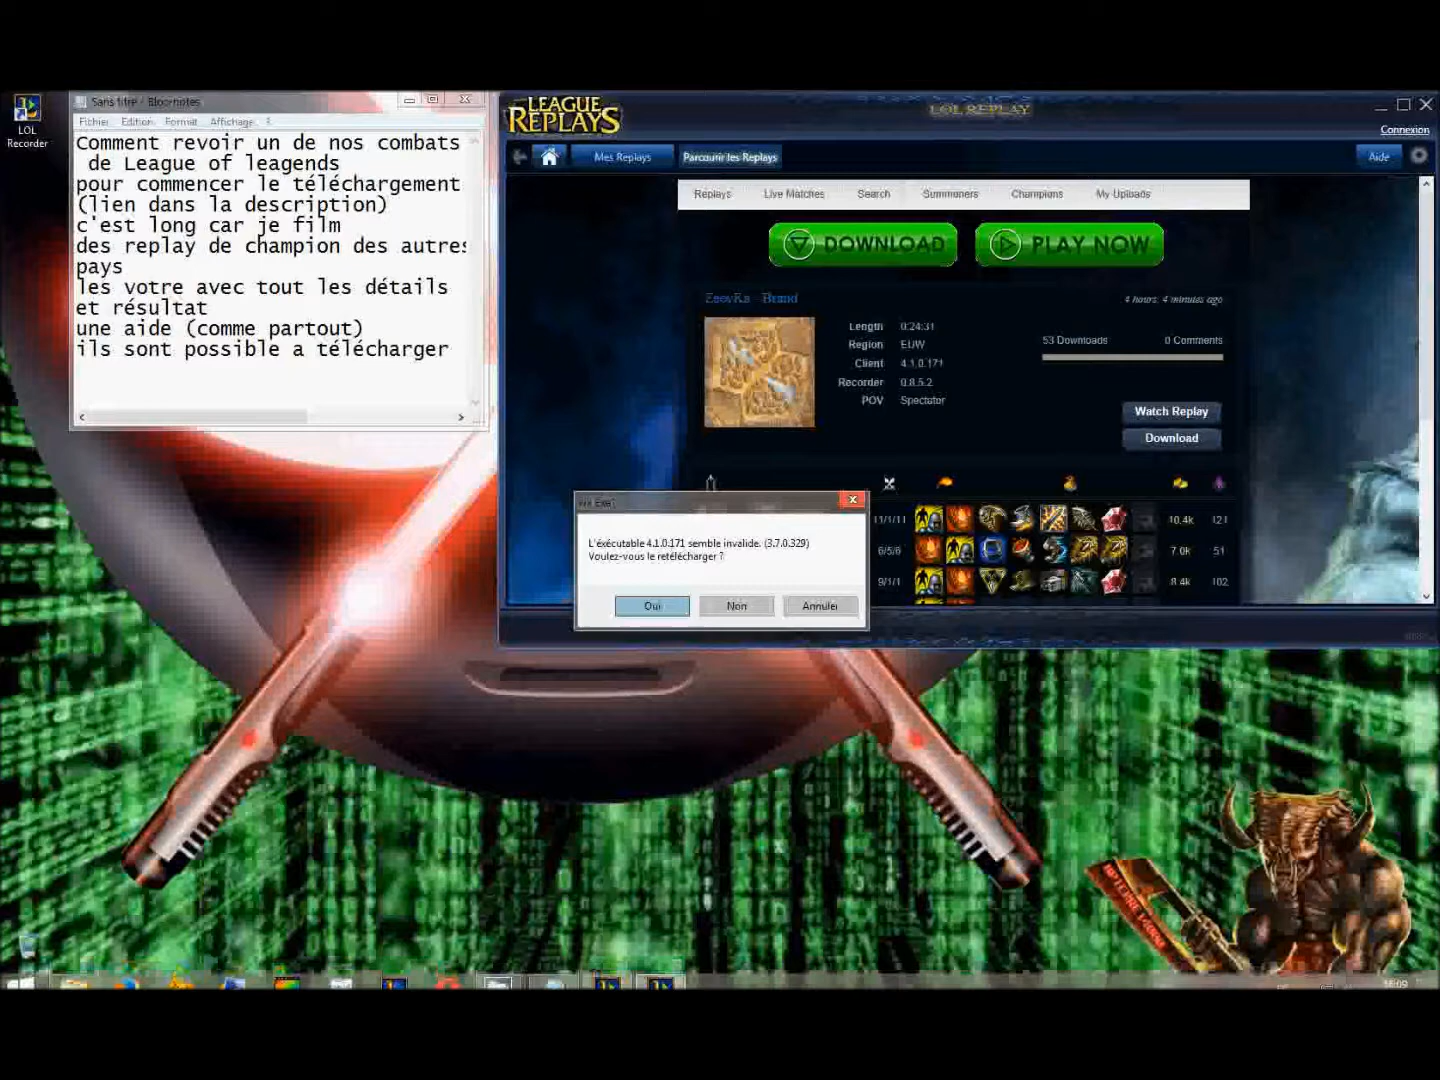 LOL
Recorder
Sans titre - Bloc-notes
Fichier Edition Format Affichage ?
Comment revoir un de nos combats
de League of leagends
pour commencer le téléchargement
(lien dans la description)
c'est long car je film
des replay de champion des autres
pays
les votre avec tout les détails
et résultat
une aide (comme partout)
ils sont possible a télécharger
LEAGUE
REPLAYS
LOL REPLAY
Connexion
Mes Replays Parcourir les Replays Aide
Replays Live Matches Search Summoners Champions My Uploads
DOWNLOAD PLAY NOW
Brand
4 hours, 4 minutes ago
Length 0:24:31
Region EUW
Client 4.1.0.171
Recorder 0.8.5.2
POV Spectator
53 Downloads 0 Comments
Watch Replay
Download
11/1/11 10.4k 121
6/5/6 7.0k 51
9/1/1 8.4k 102
L'éxécutable 4.1.0.171 semble invalide. (3.7.0.329)
Voulez-vous le retélécharger ?
Oui Non Annuler
16:09